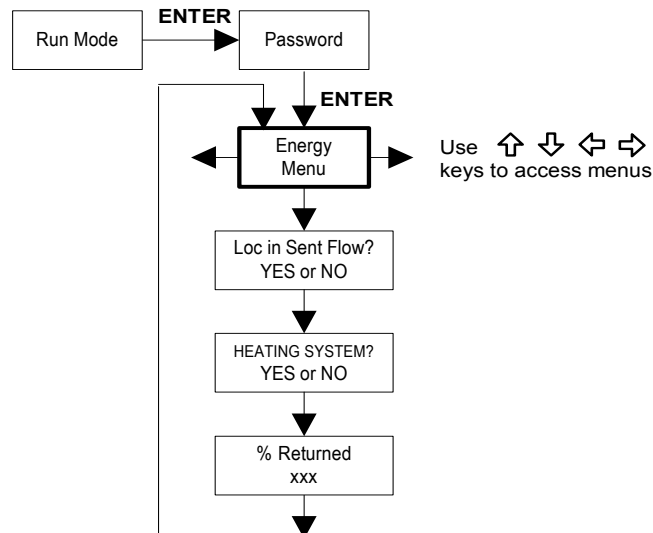 ENTER
Run Mode
Password
ENTER
Energy
Menu
Use
keys to access menus
Loc in Sent Flow?
YES or NO
HEATING SYSTEM?
YES or NO
% Returned
xxx